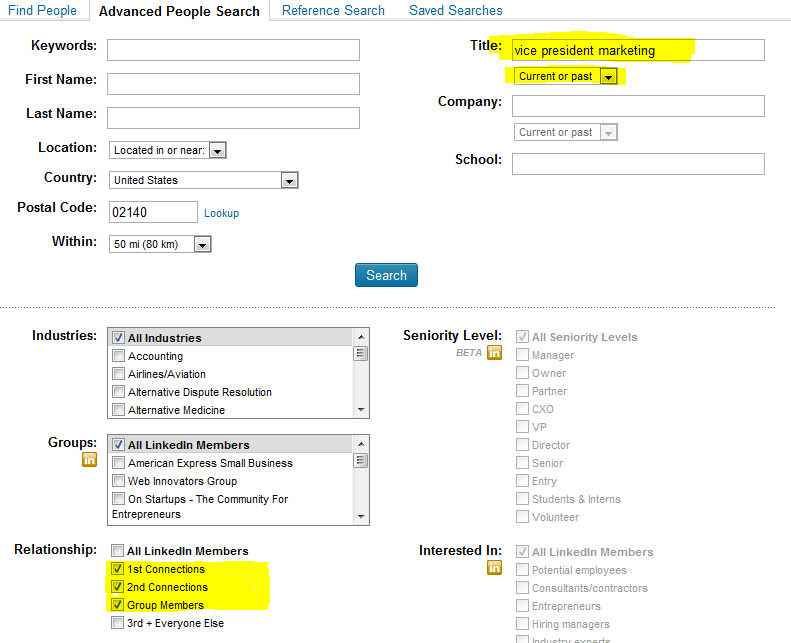 Find People Advanced People Search Reference Search Saved Searches
Keywords:
First Name:
Last Name:
Location: Located in or near:
Country: United States
Postal Code: 02140 Lookup
Within: 50 mi (80 km)
Title: vice president marketing
Current or past
Company:
Current or past
School:
Search
Industries: All Industries
Accounting
Airlines/Aviation
Alternative Dispute Resolution
Alternative Medicine
Groups: All LinkedIn Members
in American Express Small Business
Web Innovators Group
On Startups - The Community For
Entrepreneurs
Relationship: All LinkedIn Members
1st Connections
2nd Connections
Group Members
3rd + Everyone Else
Seniority Level: All Seniority Levels
BETA in Manager
Owner
Partner
CXO
VP
Director
Senior
Entry
Students & Interns
Volunteer
Interested In: All LinkedIn Members
in Potential employees
Consultants/contractors
Entrepreneurs
Hiring managers
Industry experts